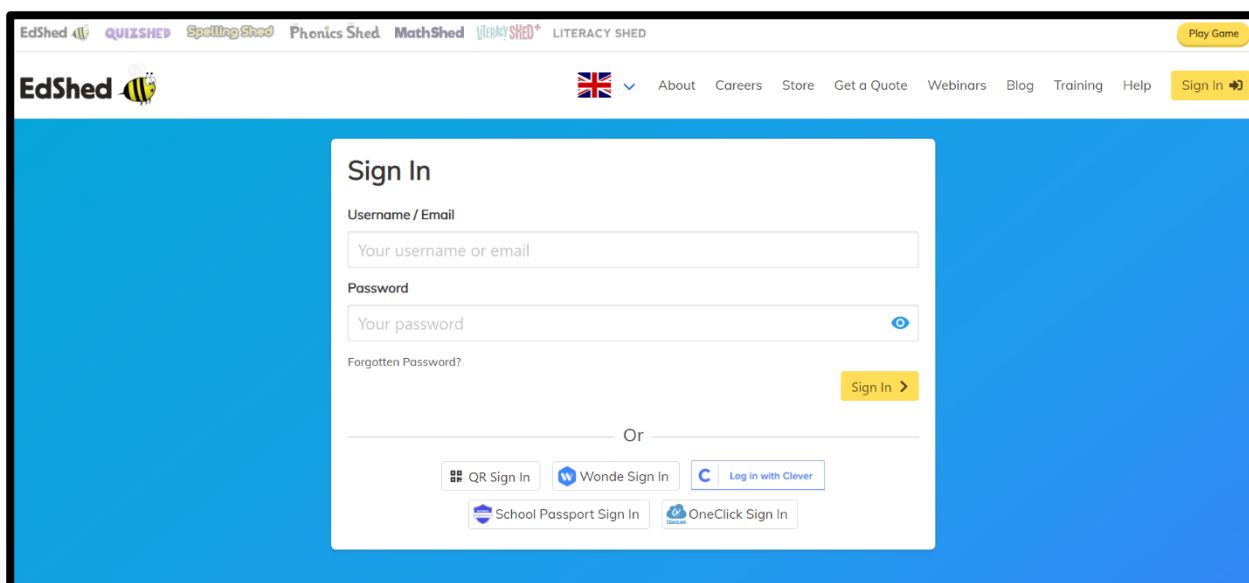 EdShed QUIZSHED Spelling Shed Phonics Shed MathShed LITERACY SHED+ LITERACY SHED Play Game
EdShed About Careers Store Get a Quote Webinars Blog Training Help Sign In
Sign In
Username / Email
Your username or email
Password
Your password
Forgotten Password?
Sign In
Or
QR Sign In W Wonde Sign In C Log in with Clever
School Passport Sign In OneClick Sign In